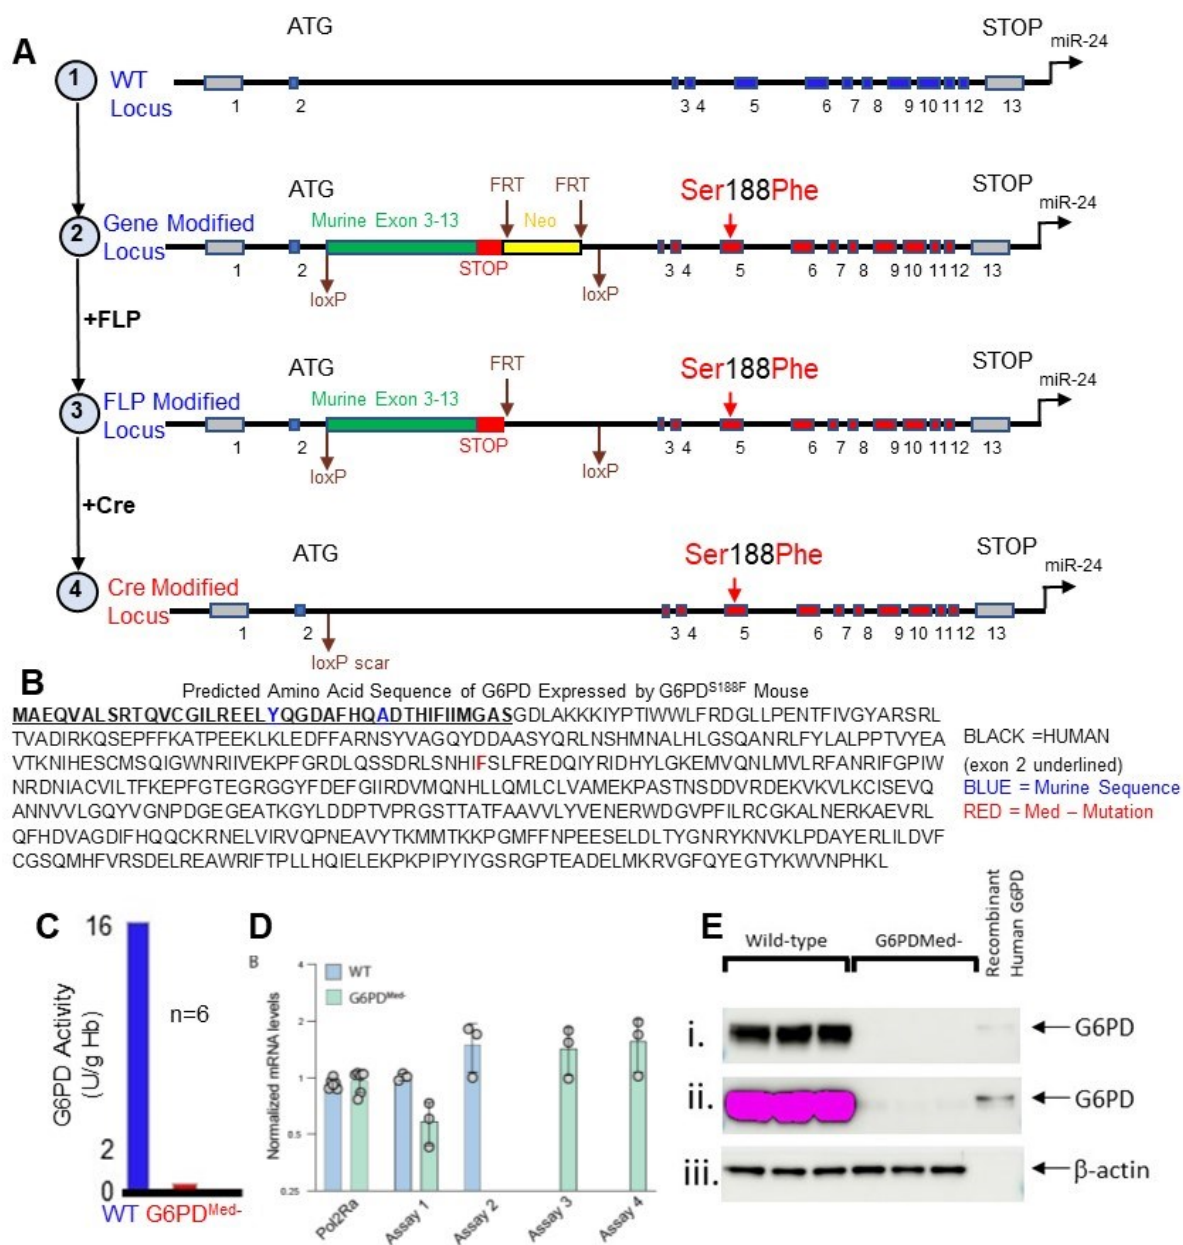 A
ATG
STOP
miR-24
1
WT
Locus
1 2 3 4 5 6 7 8 9 10 11 12 13
ATG
FRT FRT
Ser188Phe
STOP
miR-24
2
Gene Modified
Locus
Murine Exon 3-13
Neo
1 2 STOP 3 4 5 6 7 8 9 10 11 12 13
loxP
loxP
+FLP
ATG
FRT
Ser188Phe
STOP
miR-24
3
FLP Modified
Locus
Murine Exon 3-13
1 2 STOP 3 4 5 6 7 8 9 10 11 12 13
loxP
loxP
+Cre
ATG
Ser188Phe
STOP
miR-24
4
Cre Modified
Locus
1 2 3 4 5 6 7 8 9 10 11 12 13
loxP scar
B
Predicted Amino Acid Sequence of G6PD Expressed by G6PDS188F Mouse
MAEQVALSRTQVCGILREELYQGDAFHQADTHIFIIMGASGDLAKKKIYPTIWWLFRDGLLPENTFIVGYARSRL
TVADIRKQSEPFFKATPEEKLKLEDFFARNSYVAGQYDDAASYQRLNSHMNALHLGSQANRLFYLALPPTVYEA
VTKNIHESCMSQIGWNRIIVEKPFGRDLQSSDRLSNHIFSLFREDQIYRIDHYLGKEMVQNLMVLRFANRIFGPIW
NRDNIACVILTFKEPFGTEGRGGYFDEFGIIRDVMQNHLLQMLCLVAMEKPASTNSDDVRDEKVKVLKCISEVQ
ANNVVLGQYVGNPDGEGEATKGYLDDPTVPRGSTTATFAAVVLYVENERWDGVPFILRCGKALNERKAEVRL
QFHDVAGDIFHQQCKRNELVIRVQPNEAVYTKMMTKKPGMFFNPEESELDLTYGNRYKNVKLPDAYERLILDVF
CGSQMHFVRSDELREAWRIFTPLLHQIELEKPKPIPYIYGSRGPTEADELMKRVGFQYEGTYKWVNPHKL
BLACK =HUMAN
(exon 2 underlined)
BLUE = Murine Sequence
RED = Med – Mutation
C
16
n=6
G6PD Activity
(U/g Hb)
2
0
WT G6PDMed-
D
B
WT
G6PDMed-
Normalized mRNA levels
4
2
1
0.5
0.25
Pol2Ra
Assay 1
Assay 2
Assay 3
Assay 4
E
Wild-type
G6PDMed-
Recombinant
Human G6PD
i.
G6PD
ii.
G6PD
iii.
β-actin